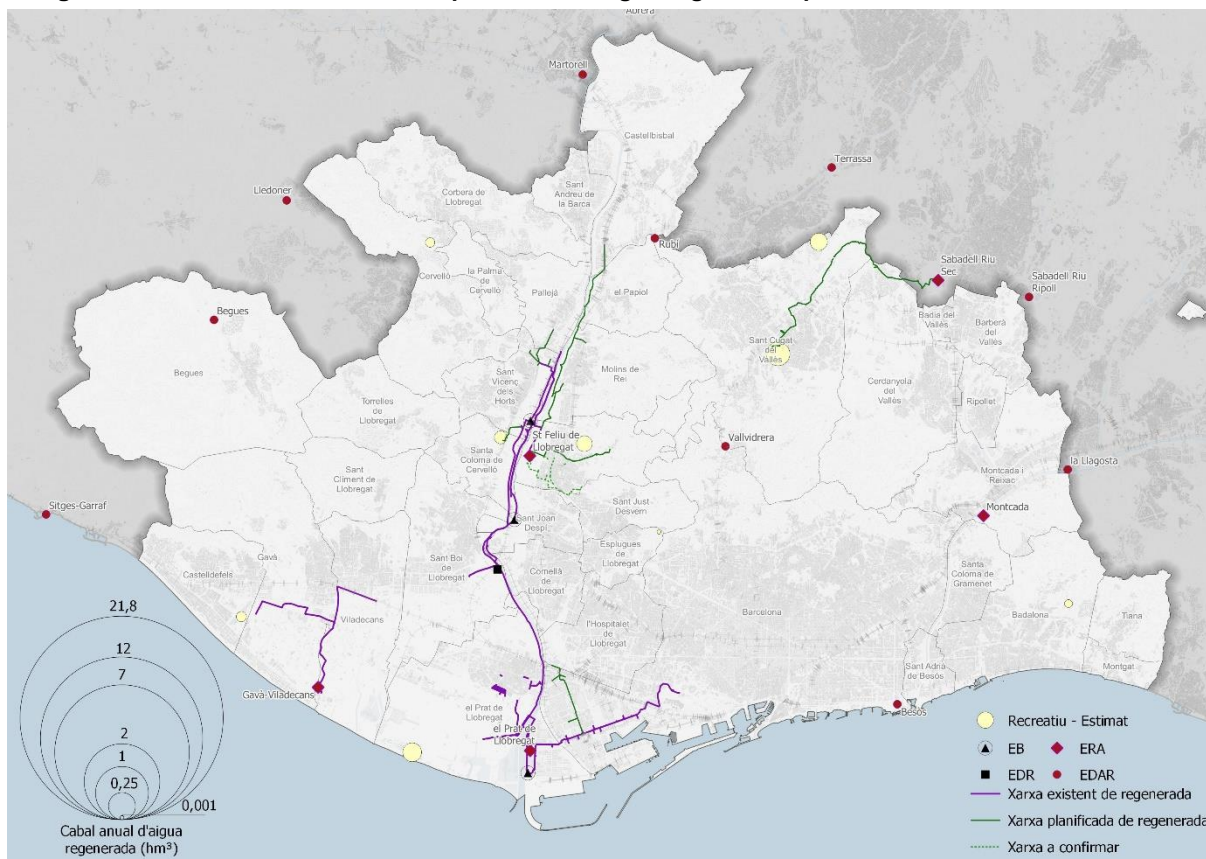 Abrera
Martorell
Castellbisbal
Terrassa
Lledoner
Corbera de
Llobregat
Sant
Andreu de
la Barca
Rubí
Sabadell Riu
Sec
Sabadell Riu
Ripoll
Cervelló
la Palma
de
Cervelló
Pallejà
el Papiol
Begues
Badia del
Vallès
Barberà
del
Vallès
Sant Cugat
del
Vallès
Begues
Sant
Vicenç
dels
Horts
Molins de
Rei
Cerdanyola
del
Vallès
Ripollet
Torrelles
de
Llobregat
St Feliu de
Llobregat
Vallvidrera
Santa
Coloma de
Cervelló
la Llagosta
Montcada i
Reixac
Sant
Climent de
Llobregat
Sant Just
Desvern
Sitges-Garraf
Sant Joan
Despí
Montcada
Gavà
Sant Boi
de
Llobregat
Esplugues
de
Llobregat
Castelldefels
Cornellà
de
Llobregat
Santa
Coloma de
Gramenet
Badalona
Tiana
Viladecans
Barcelona
l'Hospitalet
de
Llobregat
Montgat
Sant Adrià
de Besòs
Gavà-Viladecans
el Prat de
Llobregat
el Prat de
Llobregat
Besòs
21,8
12
7
2
1
0,25
0,001
Cabal anual d'aigua
regenerada (hm³)
Recreatiu - Estimat
EB ERA
EDR EDAR
Xarxa existent de regenerada
Xarxa planificada de regenerada
Xarxa a confirmar